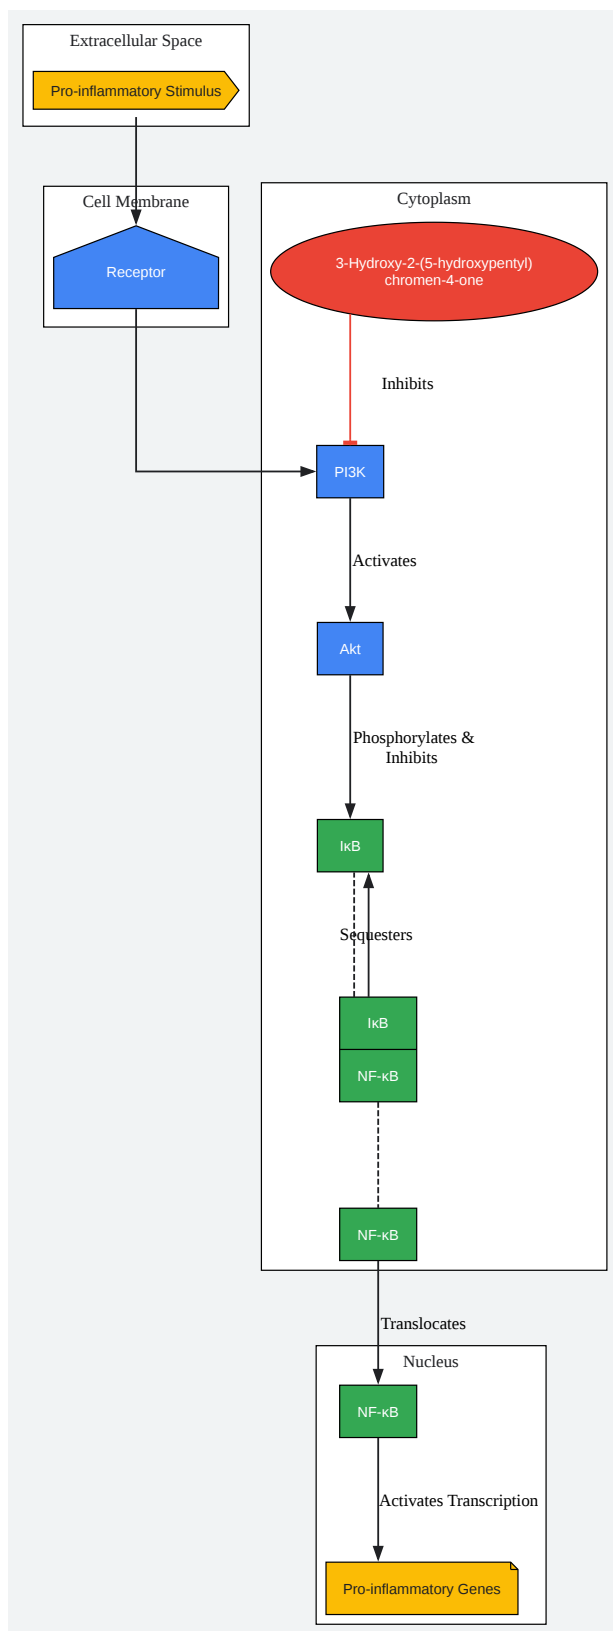 Extracellular Space
Pro-inflammatory Stimulus
Cell Membrane
Receptor
Cytoplasm
3-Hydroxy-2-(5-hydroxypentyl)
chromen-4-one
Inhibits
PI3K
Activates
Akt
Phosphorylates &
Inhibits
IκB
Sequesters
IκB
NF-κB
NF-κB
Translocates
Nucleus
NF-κB
Activates Transcription
Pro-inflammatory Genes